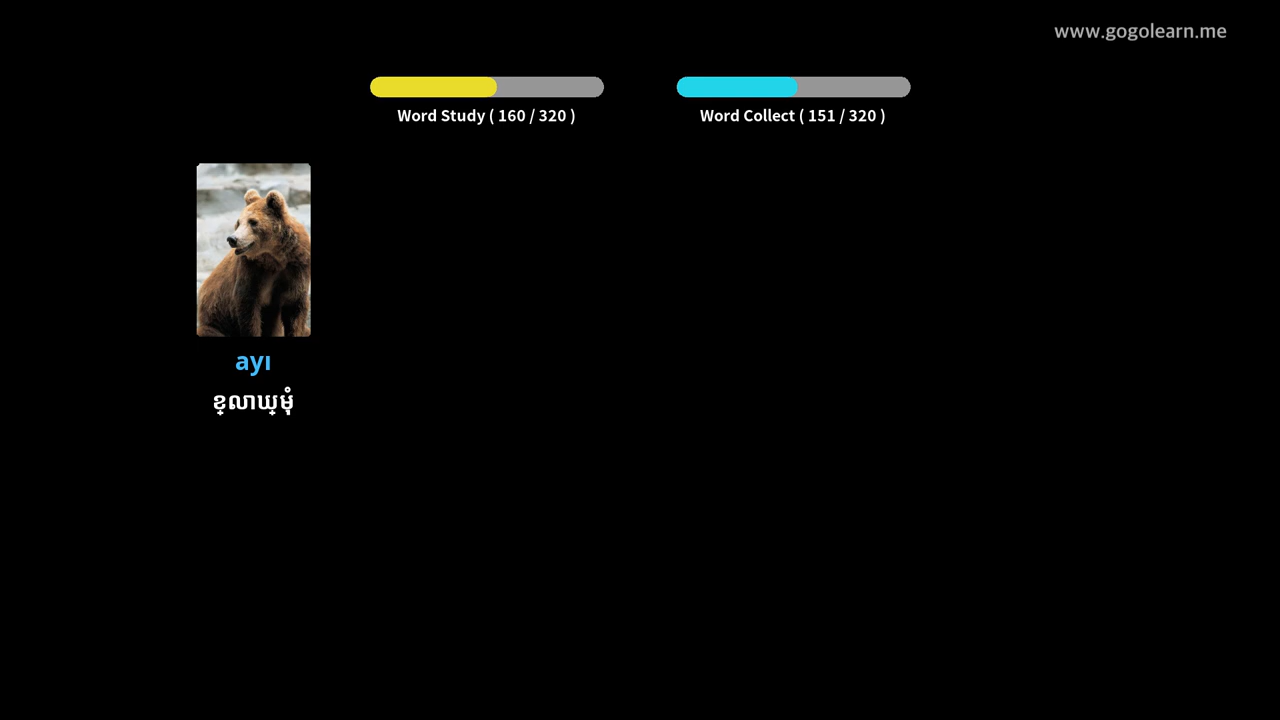 www.gogolearn.me
Word Study ( 160 / 320 )
Word Collect ( 151 / 320 )
ayı
ខ្លាឃ្មុំ